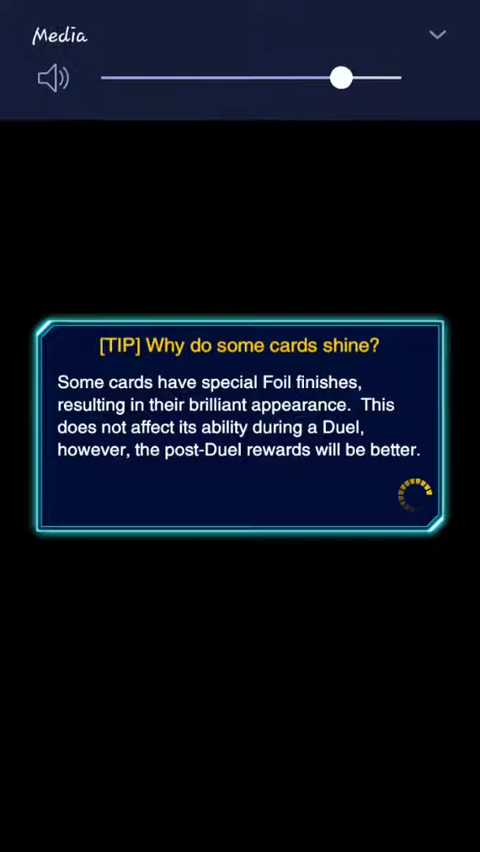 Media
[TIP] Why do some cards shine?
Some cards have special Foil finishes,
resulting in their brilliant appearance.  This
does not affect its ability during a Duel,
however, the post-Duel rewards will be better.